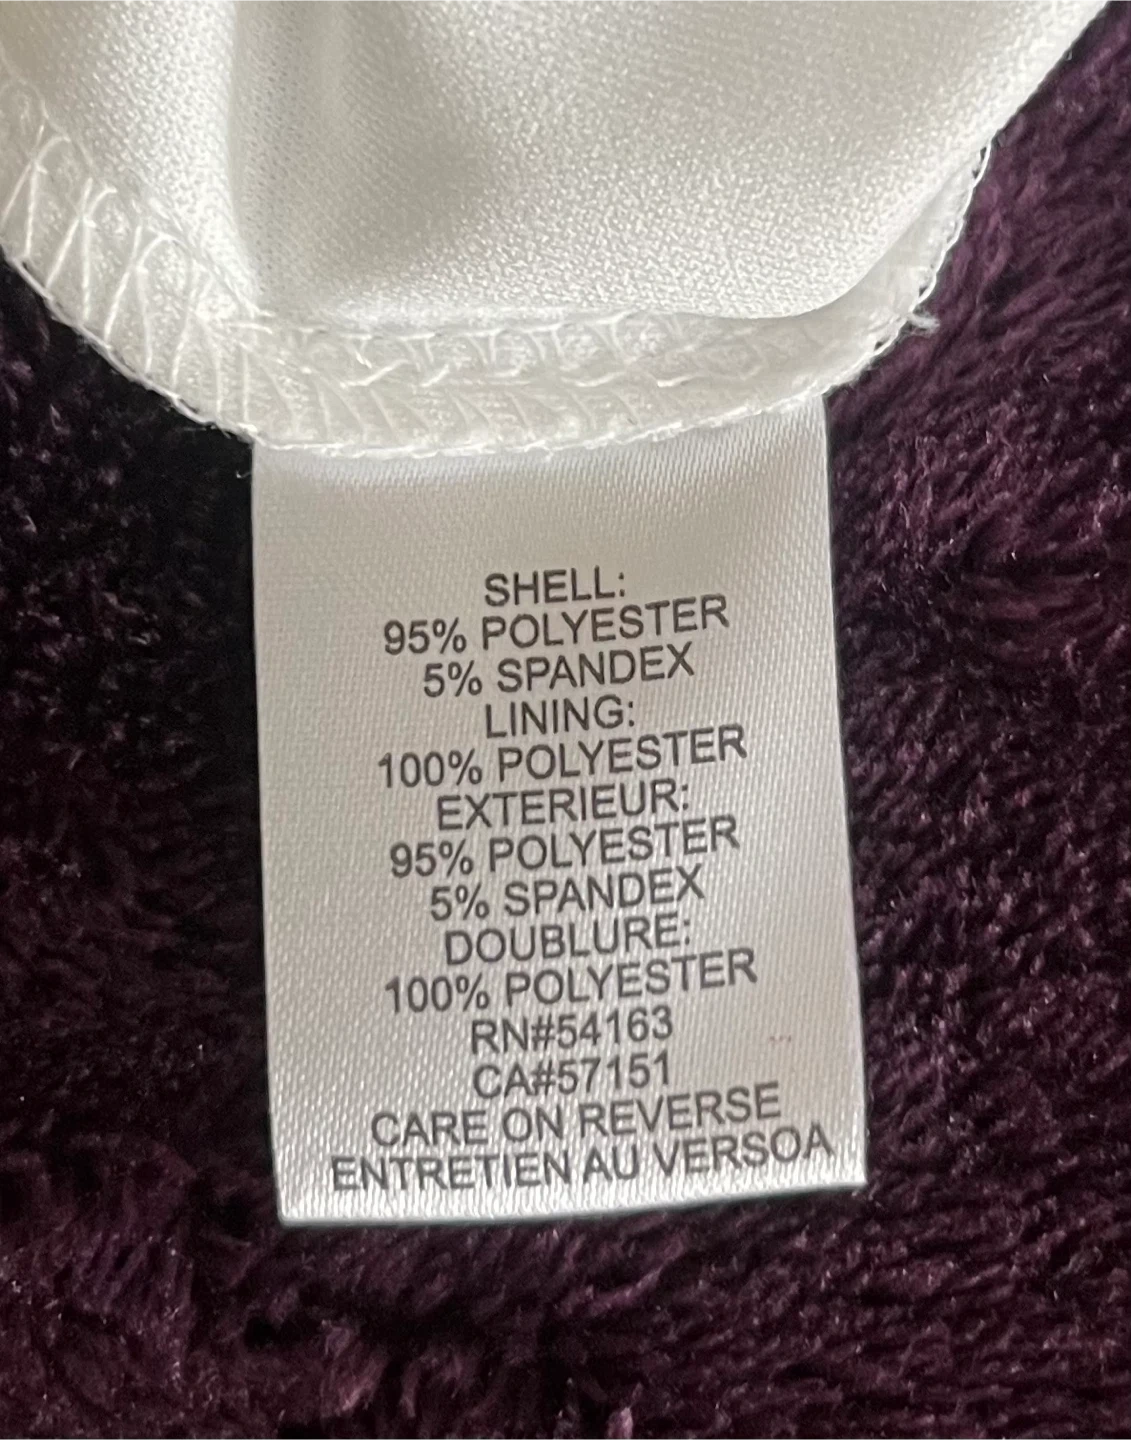 SHELL:
95% POLYESTER
5% SPANDEX
LINING:
100% POLYESTER
EXTERIEUR:
95% POLYESTER
5% SPANDEX
DOUBLURE:
100% POLYESTER
RN#54163
CA#57151
CARE ON REVERSE
ENTRETIEN AU VERSOA